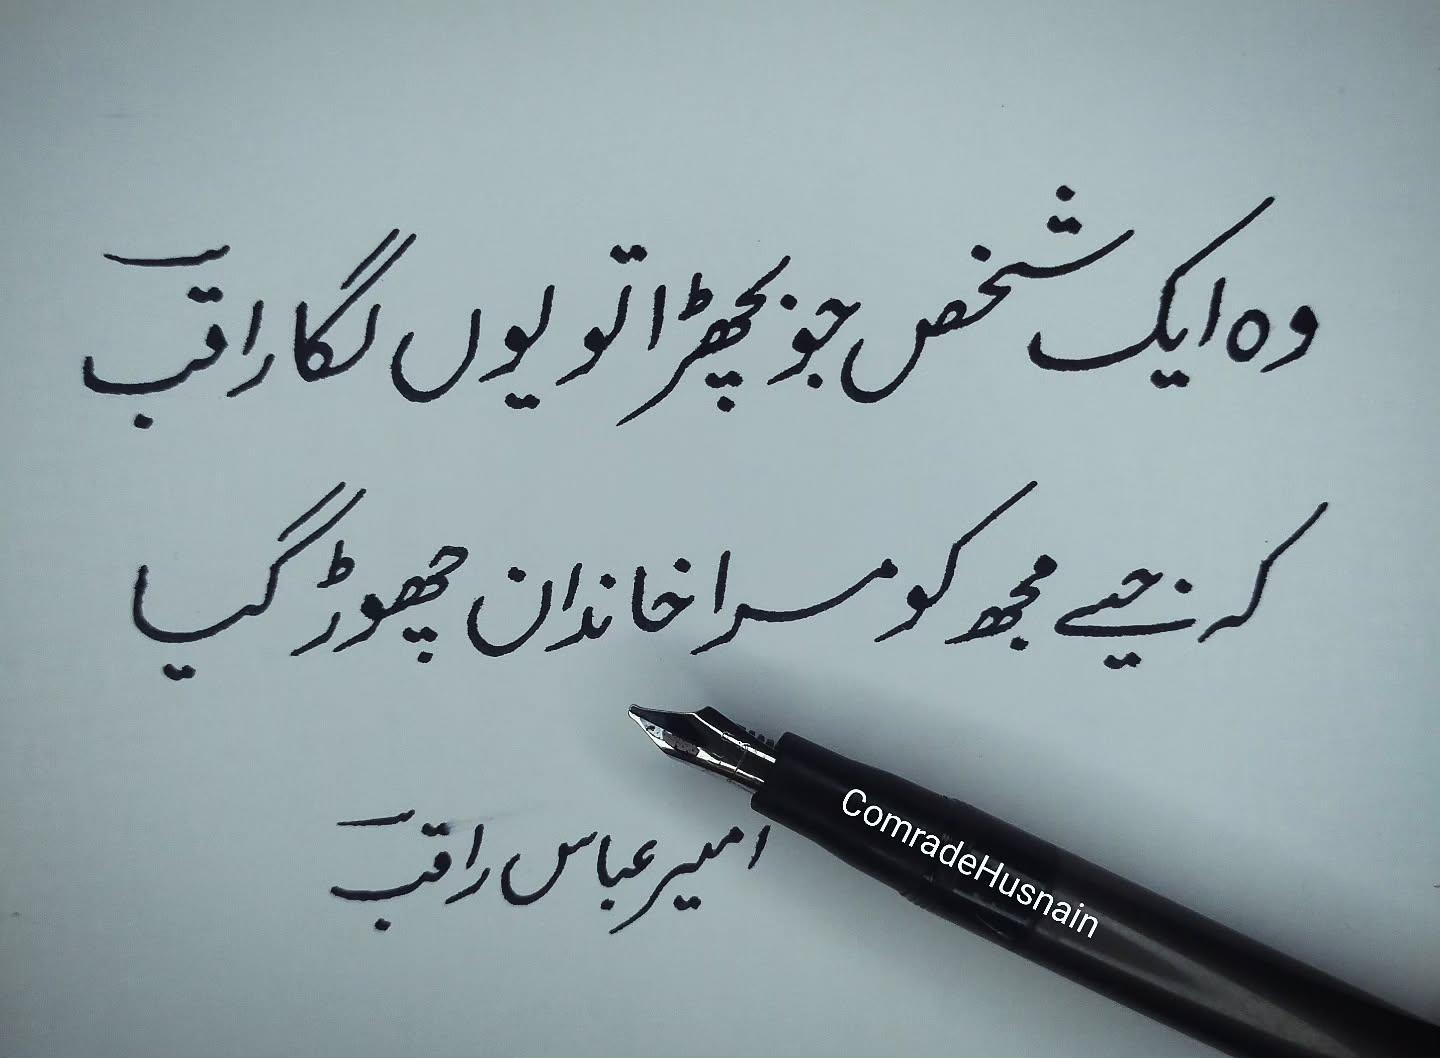 وہ ایک شخص جو بچھڑا تو یوں لگا راقبؔ
کہ جیسے مجھ کو مرا خاندان چھوڑ گیا
امیر عباس راقبؔ
ComradeHusnain